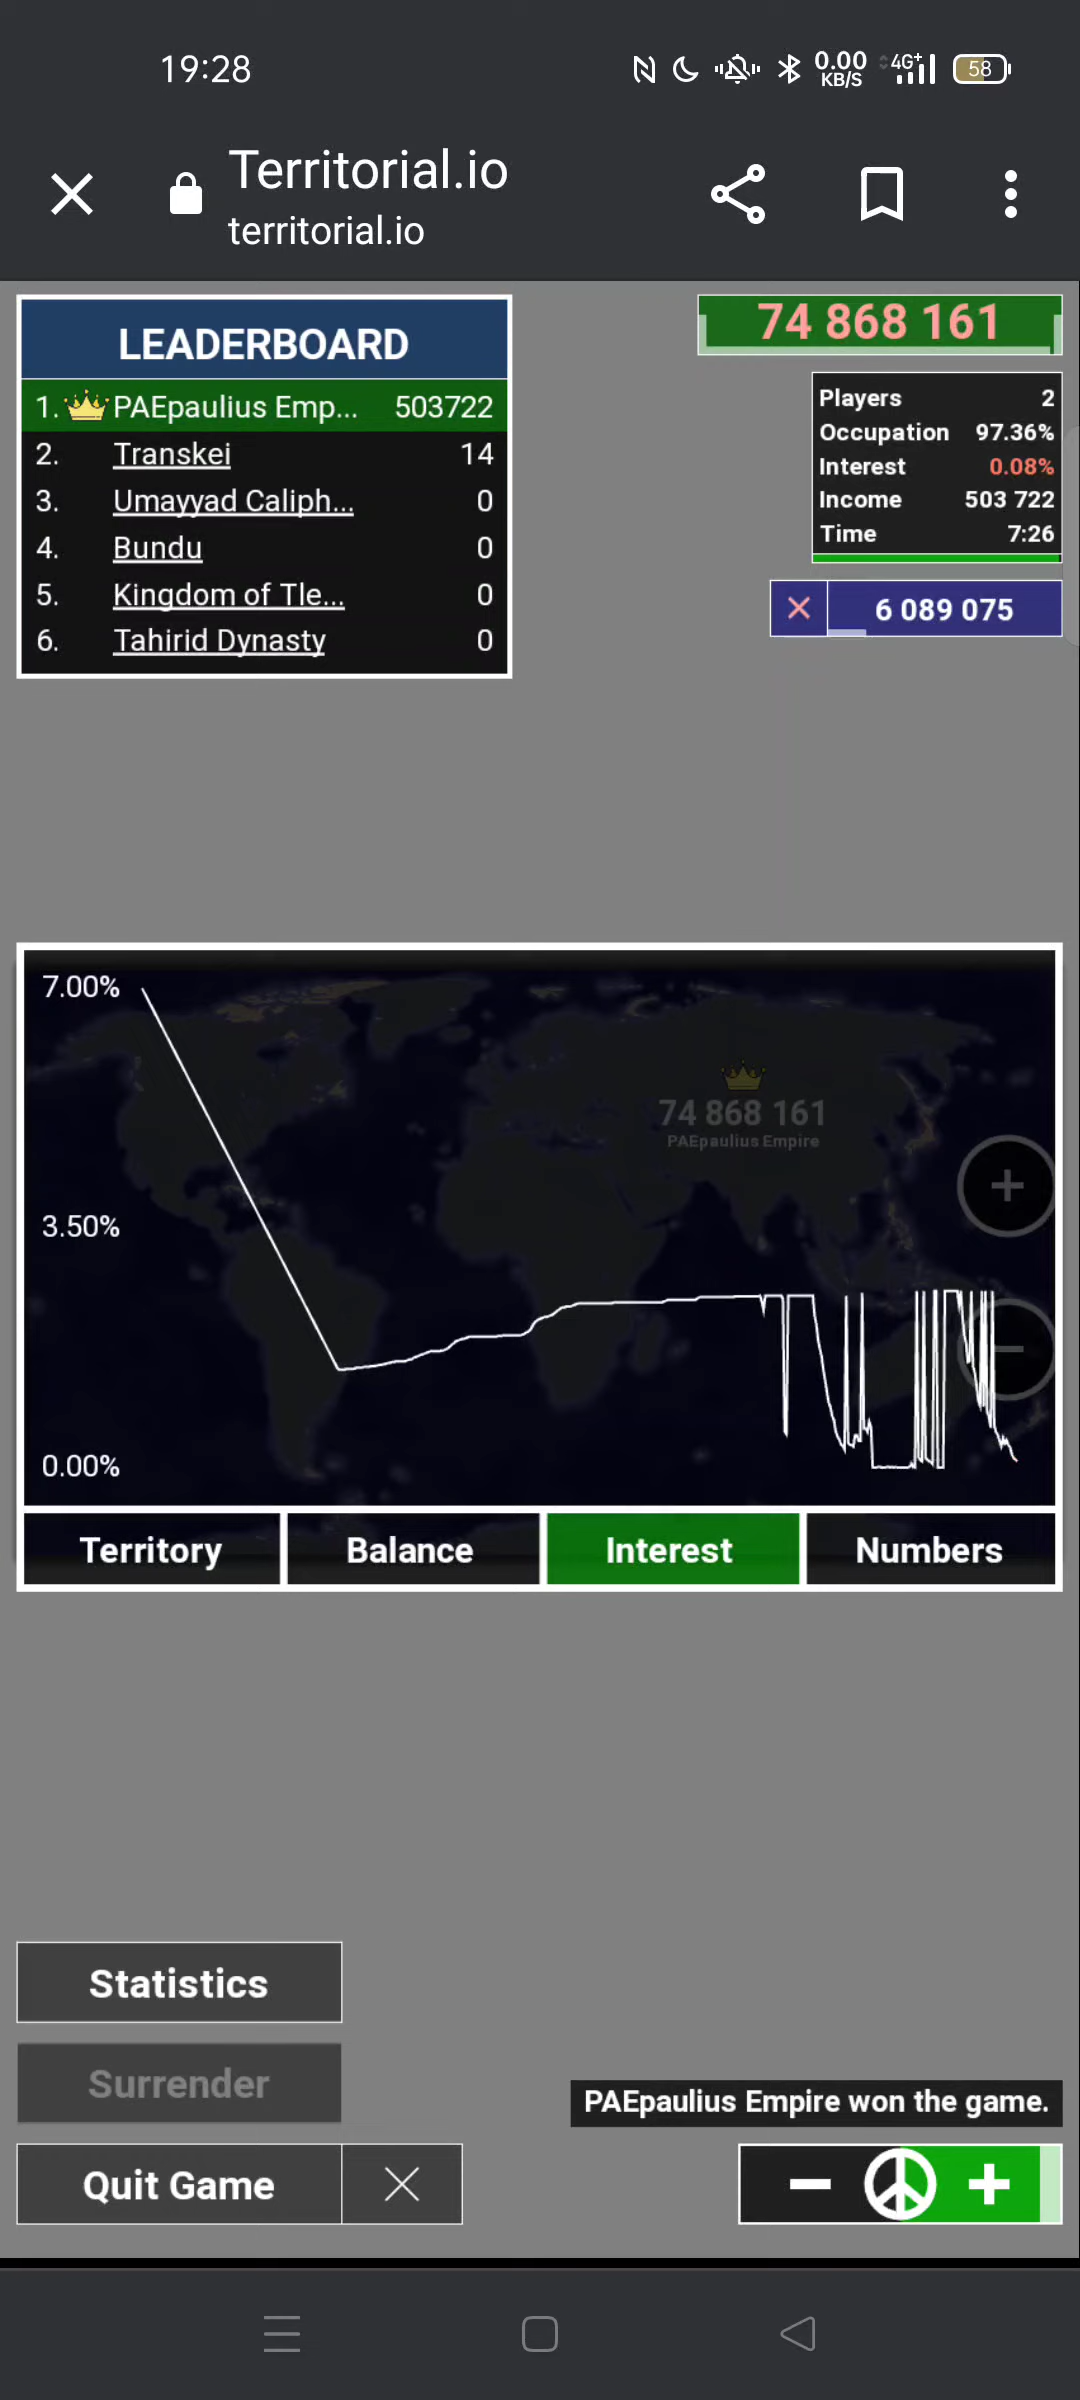 19:28
0.00
KB/S
4G+
58
Territorial.io
territorial.io
LEADERBOARD
1. PAEpaulius Emp... 503722
2. Transkei 14
3. Umayyad Caliph... 0
4. Bundu 0
5. Kingdom of Tle... 0
6. Tahirid Dynasty 0
74 868 161
Players 2
Occupation 97.36%
Interest 0.08%
Income 503 722
Time 7:26
6 089 075
7.00%
74 868 161
PAEpaulius Empire
3.50%
0.00%
Territory Balance Interest Numbers
Statistics
Surrender
PAEpaulius Empire won the game.
Quit Game